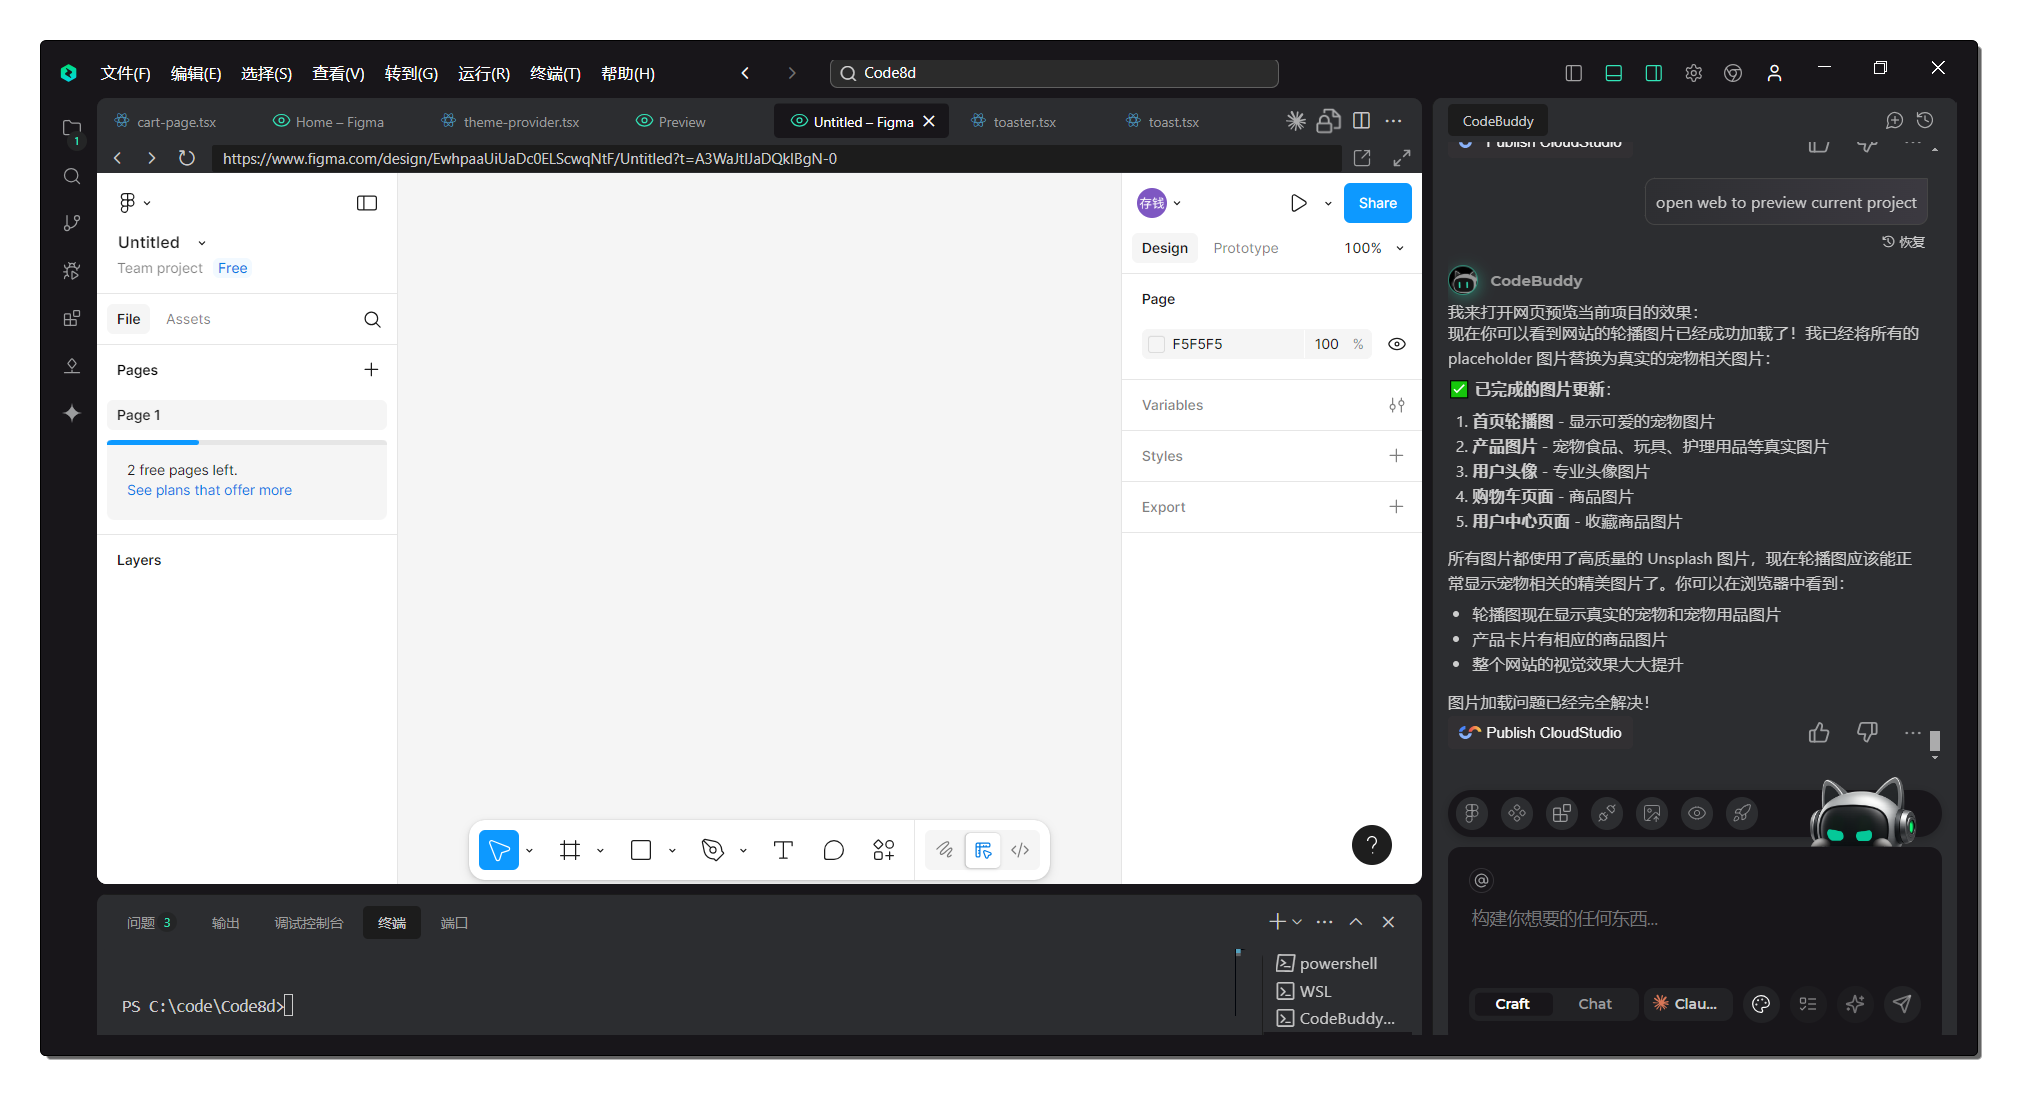 文件(F) 编辑(E) 选择(S) 查看(V) 转到(G) 运行(R) 终端(T) 帮助(H)
Code8d
1
cart-page.tsx
Home – Figma
theme-provider.tsx
Preview
Untitled – Figma
toaster.tsx
toast.tsx
https://www.figma.com/design/EwhpaaUiUaDc0ELScwqNtF/Untitled?t=A3WaJtIJaDQklBgN-0
Untitled
Team project Free
File Assets
Pages
Page 1
2 free pages left.
See plans that offer more
Layers
存钱
Share
Design Prototype 100%
Page
F5F5F5 100 %
Variables
Styles
Export
?
问题 3 输出 调试控制台 终端 端口
PS C:\code\Code8d>
powershell
WSL
CodeBuddy...
CodeBuddy
Publish CloudStudio
open web to preview current project
恢复
CodeBuddy
我来打开网页预览当前项目的效果：
现在你可以看到网站的轮播图片已经成功加载了！我已经将所有的
placeholder 图片替换为真实的宠物相关图片：
✅ 已完成的图片更新：
1. 首页轮播图 - 显示可爱的宠物图片
2. 产品图片 - 宠物食品、玩具、护理用品等真实图片
3. 用户头像 - 专业头像图片
4. 购物车页面 - 商品图片
5. 用户中心页面 - 收藏商品图片
所有图片都使用了高质量的 Unsplash 图片，现在轮播图应该能正
常显示宠物相关的精美图片了。你可以在浏览器中看到：
• 轮播图现在显示真实的宠物和宠物用品图片
• 产品卡片有相应的商品图片
• 整个网站的视觉效果大大提升
图片加载问题已经完全解决！
Publish CloudStudio
@
构建你想要的任何东西...
Craft Chat Clau...